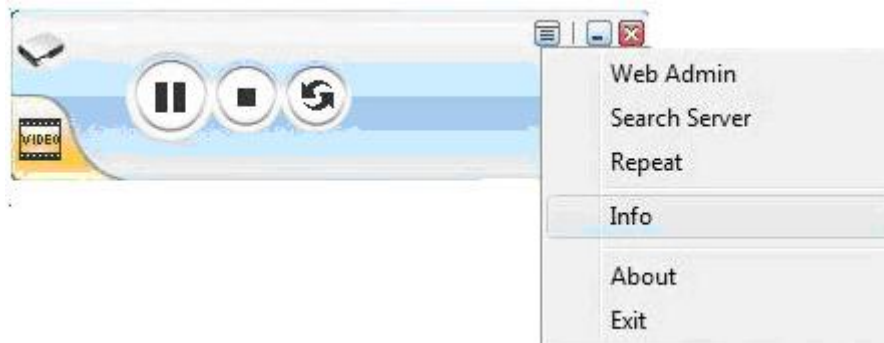 VIDEO
Web Admin
Search Server
Repeat
Info
About
Exit